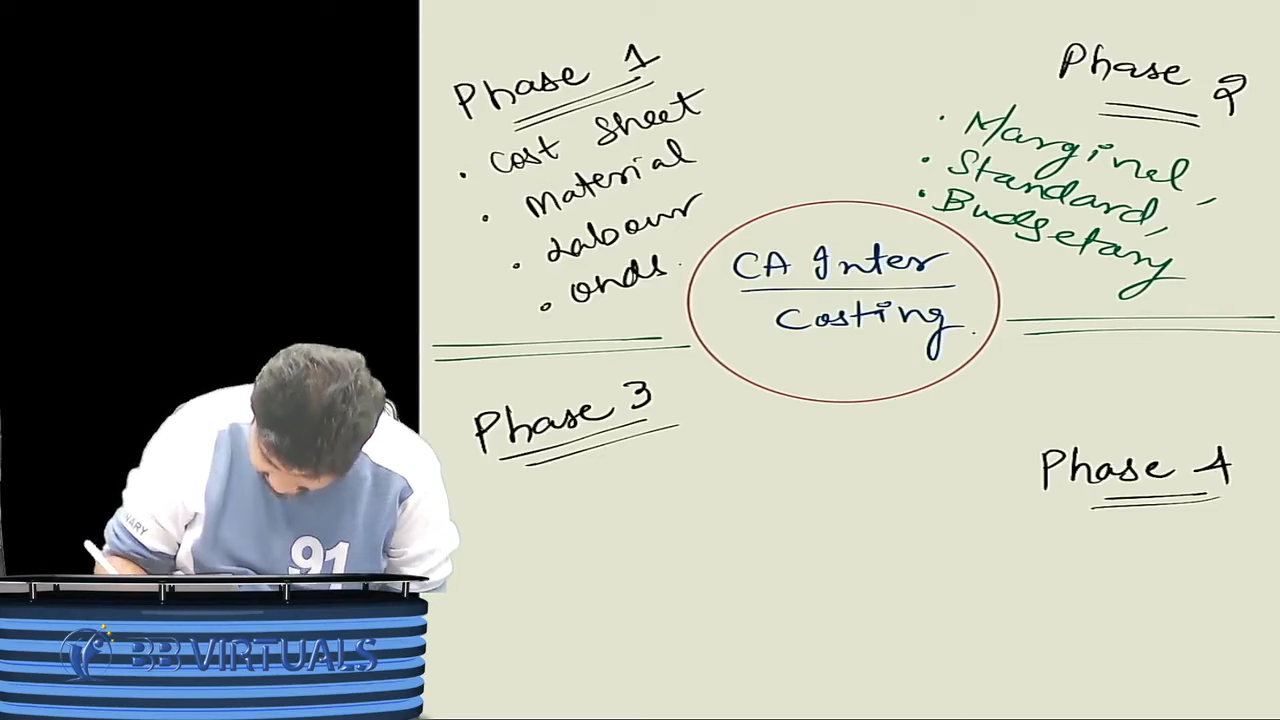 Phase 1
• Cost Sheet
• Material
• Labour
• OHDs.
Phase 2
• Marginal,
• Standard,
• Budgetary
CA Inter
Costing.
Phase 3
Phase 4
NARY
91
BB VIRTUALS